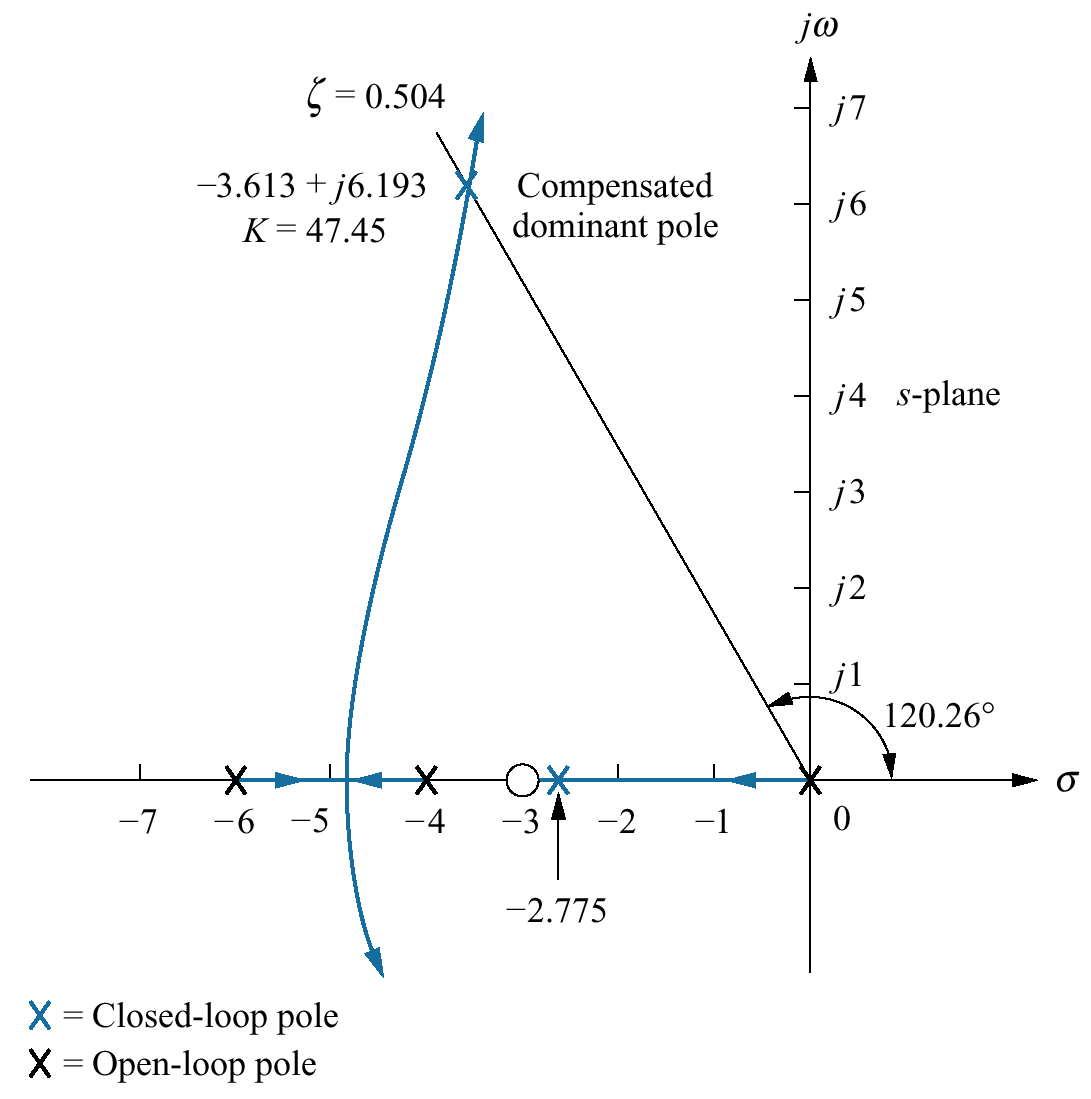 jω
ζ = 0.504
j7
−3.613 + j6.193
K = 47.45
Compensated
dominant pole
j6
j5
j4
s-plane
j3
j2
j1
120.26°
σ
−7
−6
−5
−4
−3
−2
−1
0
−2.775
X = Closed-loop pole
X = Open-loop pole